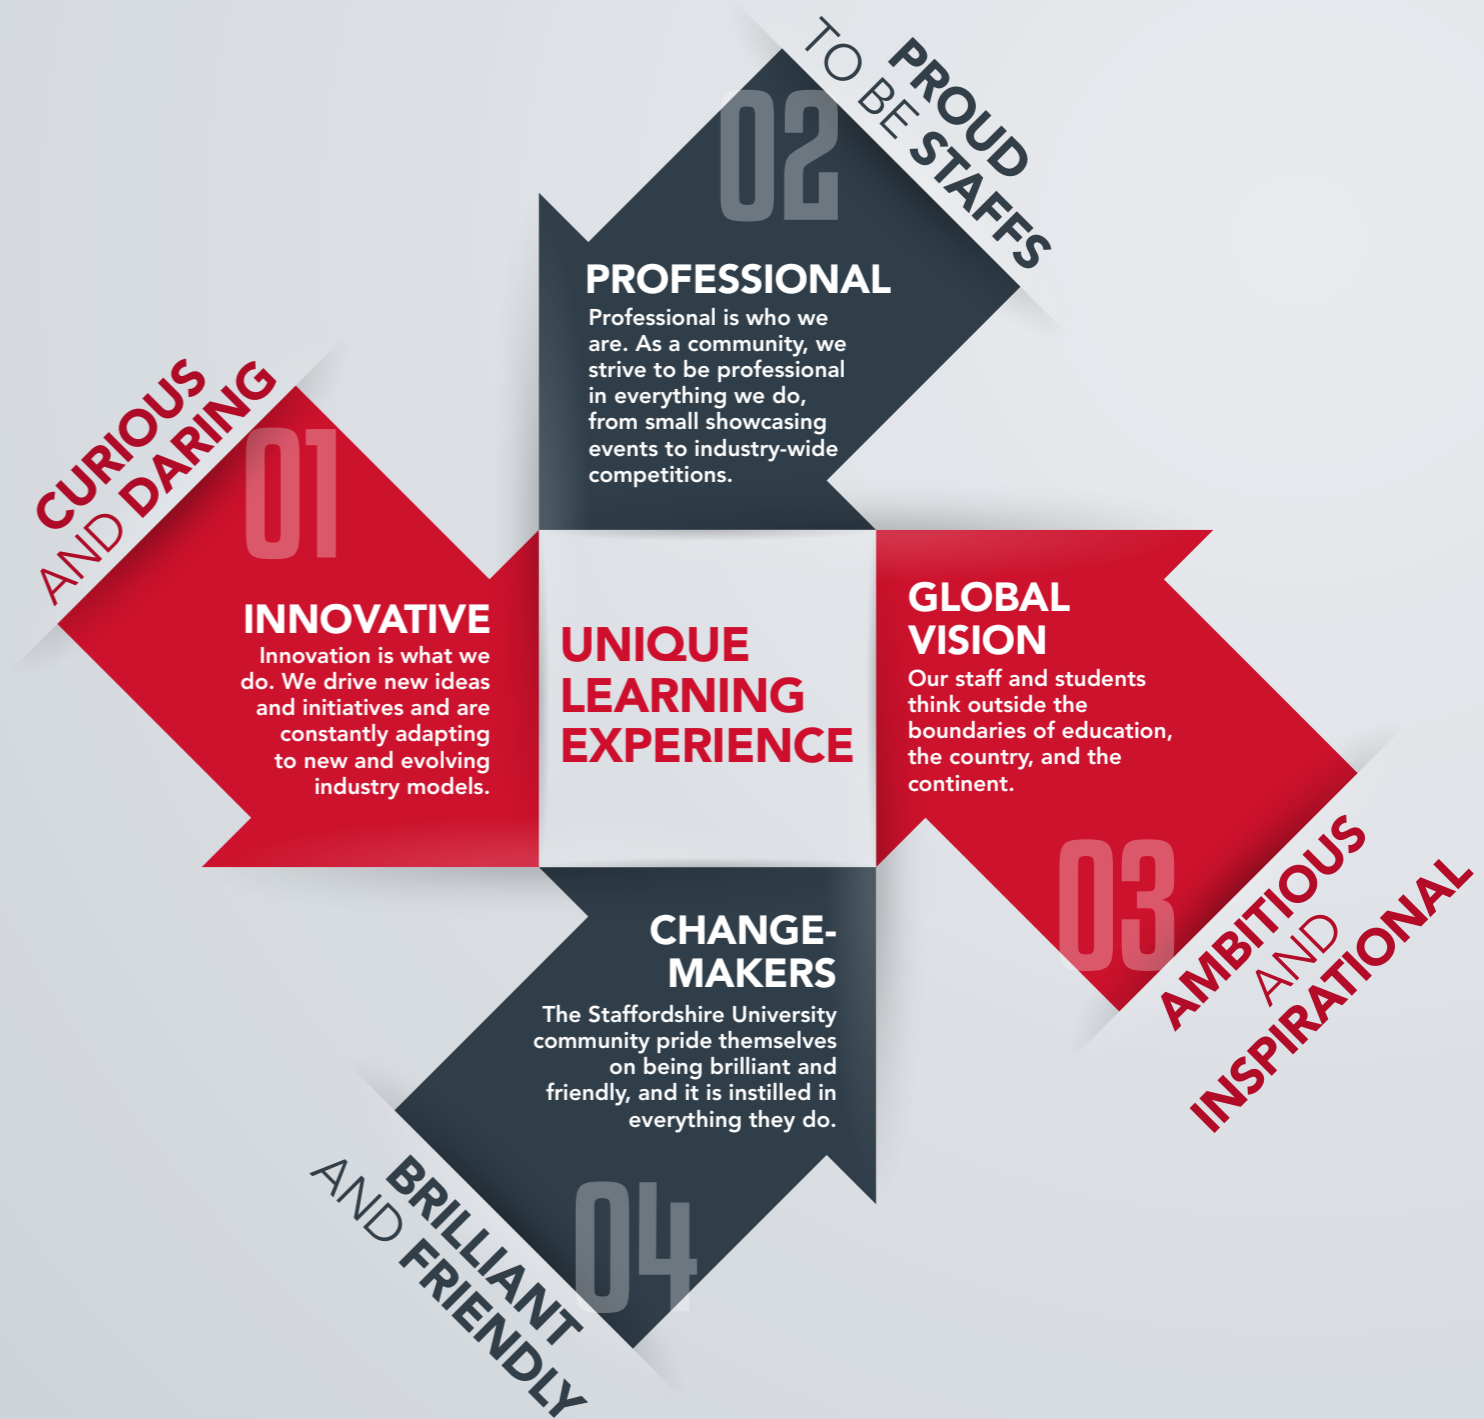 CURIOUS
AND DARING
01
INNOVATIVE
Innovation is what we
do. We drive new ideas
and initiatives and are
constantly adapting
to new and evolving
industry models.
PROUD
TO BE STAFFS
02
PROFESSIONAL
Professional is who we
are. As a community, we
strive to be professional
in everything we do,
from small showcasing
events to industry-wide
competitions.
UNIQUE
LEARNING
EXPERIENCE
GLOBAL
VISION
Our staff and students
think outside the
boundaries of education,
the country, and the
continent.
03
AMBITIOUS
AND
INSPIRATIONAL
CHANGE-
MAKERS
The Staffordshire University
community pride themselves
on being brilliant and
friendly, and it is instilled in
everything they do.
04
BRILLIANT
AND FRIENDLY